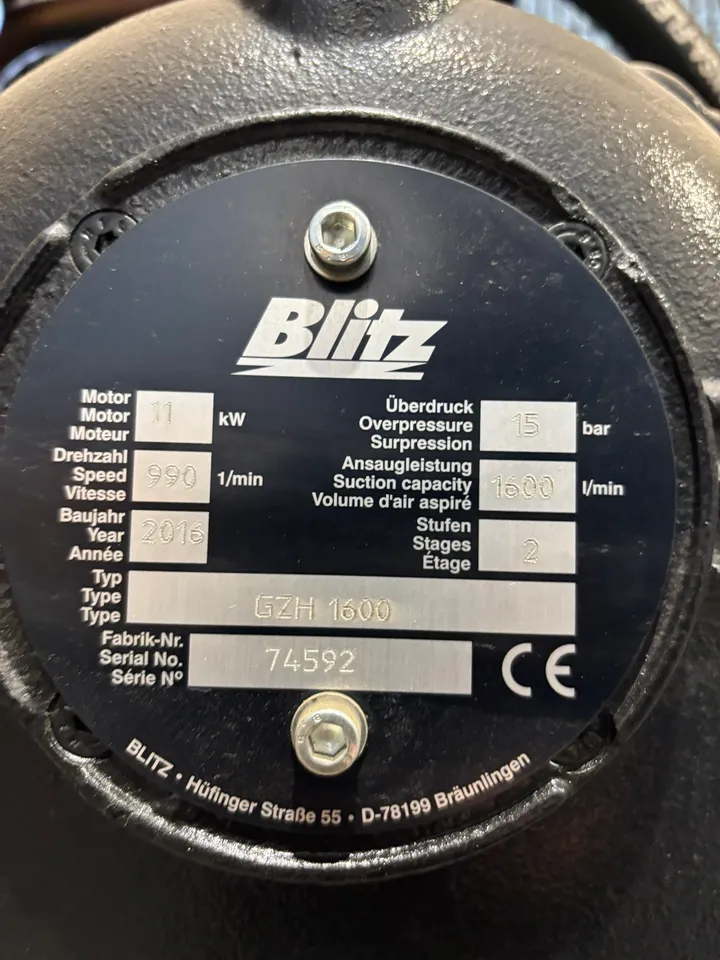 Blitz
Motor
Motor
Moteur
11
kW
Drehzahl
Speed
Vitesse
990
1/min
Baujahr
Year
Année
2016
Überdruck
Overpressure
Surpression
15
bar
Ansaugleistung
Suction capacity
Volume d'air aspiré
1600
l/min
Stufen
Stages
Étage
2
Typ
Type
Type
GZH 1600
Fabrik-Nr.
Serial No.
Série Nº
74592
CE
BLITZ • Hüfinger Straße 55 • D-78199 Bräunlingen